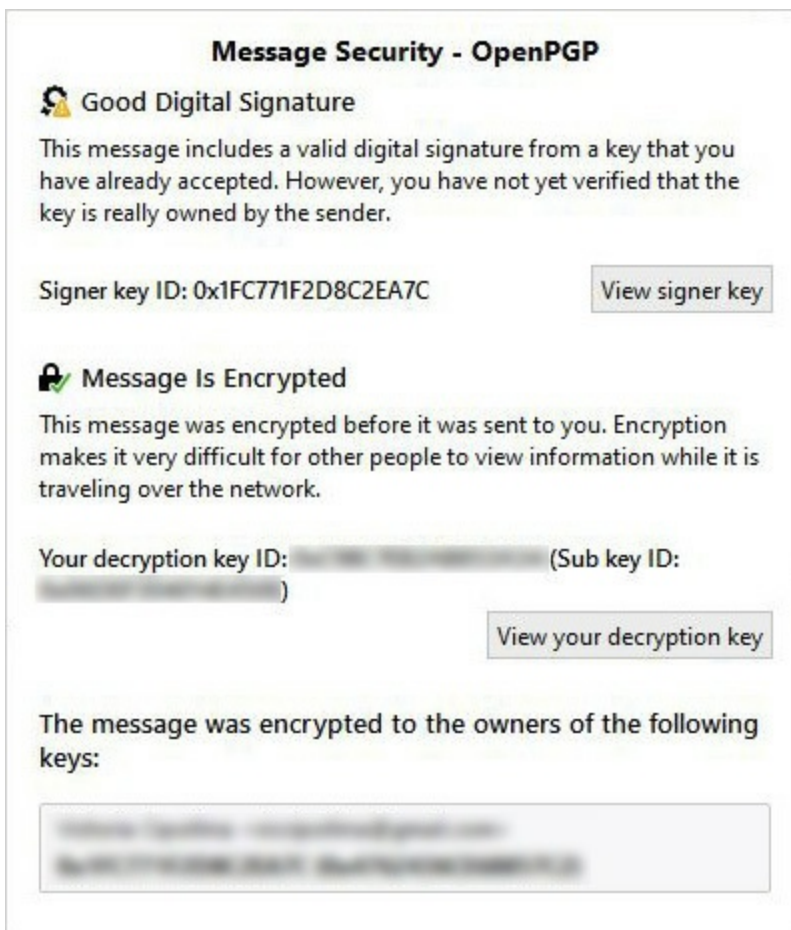 Message Security - OpenPGP
Good Digital Signature
This message includes a valid digital signature from a key that you
have already accepted. However, you have not yet verified that the
key is really owned by the sender.
Signer key ID: 0x1FC771F2D8C2EA7C
View signer key
Message Is Encrypted
This message was encrypted before it was sent to you. Encryption
makes it very difficult for other people to view information while it is
traveling over the network.
Your decryption key ID: (Sub key ID:
)
View your decryption key
The message was encrypted to the owners of the following
keys: